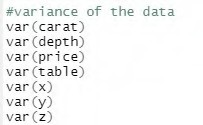 #variance of the data
var(carat)
var(depth)
var(price)
var(table)
var(x)
var(y)
var(z)